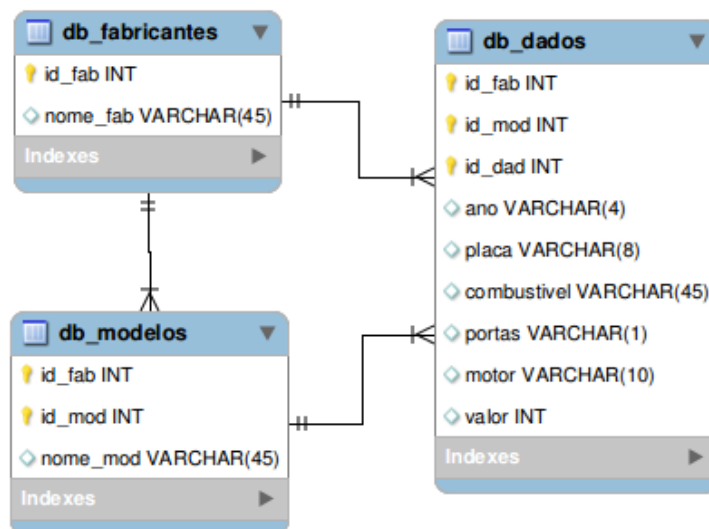 db_fabricantes
id_fab INT
nome_fab VARCHAR(45)
Indexes
db_modelos
id_fab INT
id_mod INT
nome_mod VARCHAR(45)
Indexes
db_dados
id_fab INT
id_mod INT
id_dad INT
ano VARCHAR(4)
placa VARCHAR(8)
combustivel VARCHAR(45)
portas VARCHAR(1)
motor VARCHAR(10)
valor INT
Indexes